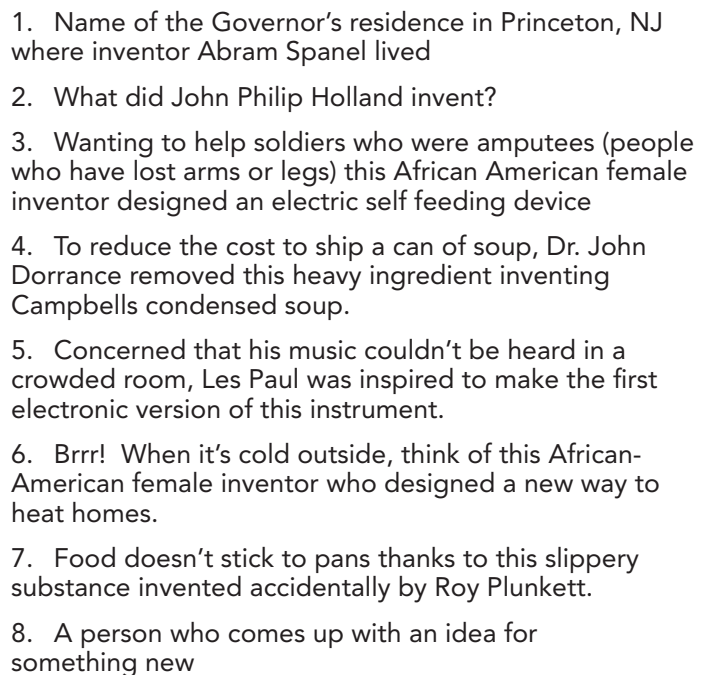 1. Name of the Governor’s residence in Princeton, NJ
where inventor Abram Spanel lived
2. What did John Philip Holland invent?
3. Wanting to help soldiers who were amputees (people
who have lost arms or legs) this African American female
inventor designed an electric self feeding device
4. To reduce the cost to ship a can of soup, Dr. John
Dorrance removed this heavy ingredient inventing
Campbells condensed soup.
5. Concerned that his music couldn’t be heard in a
crowded room, Les Paul was inspired to make the first
electronic version of this instrument.
6. Brrr! When it’s cold outside, think of this African-
American female inventor who designed a new way to
heat homes.
7. Food doesn’t stick to pans thanks to this slippery
substance invented accidentally by Roy Plunkett.
8. A person who comes up with an idea for
something new